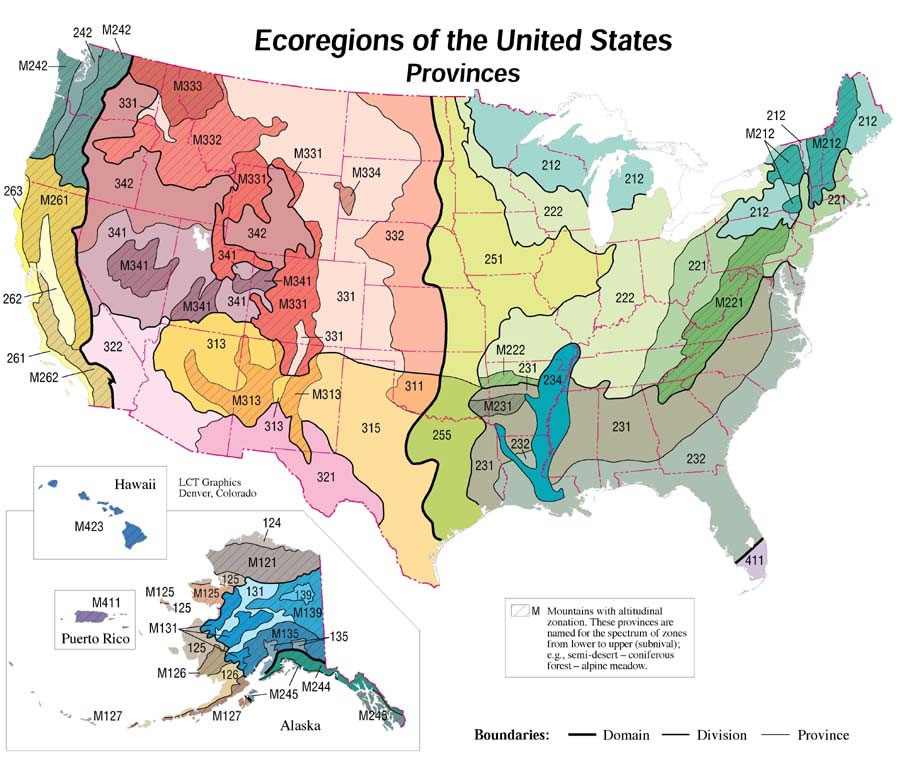 Ecoregions of the United States
Provinces
242 M242
M242
331
M333
M332
M331
M331
M334
342
263
M261
341
M341
342
341
M341
341
M341
M331
331
332
331
262
261
M262
322
313
M313
M313
313
321
315
311
251
255
212
212
222
222
M222
231
234
M231
232
231
231
232
411
221
M221
212
221
212
M212
M212
212
Hawaii
M423
LCT Graphics
Denver, Colorado
124
M121
125
M125
M125
125
131
139
M139
M131
M135
135
125
M126
126
M245
M244
M245
M127
M127
Alaska
M411
Puerto Rico
M Mountains with altitudinal
zonation. These provinces are
named for the spectrum of zones
from lower to upper (subnival);
e.g., semi-desert – coniferous
forest – alpine meadow.
Boundaries: Domain Division Province